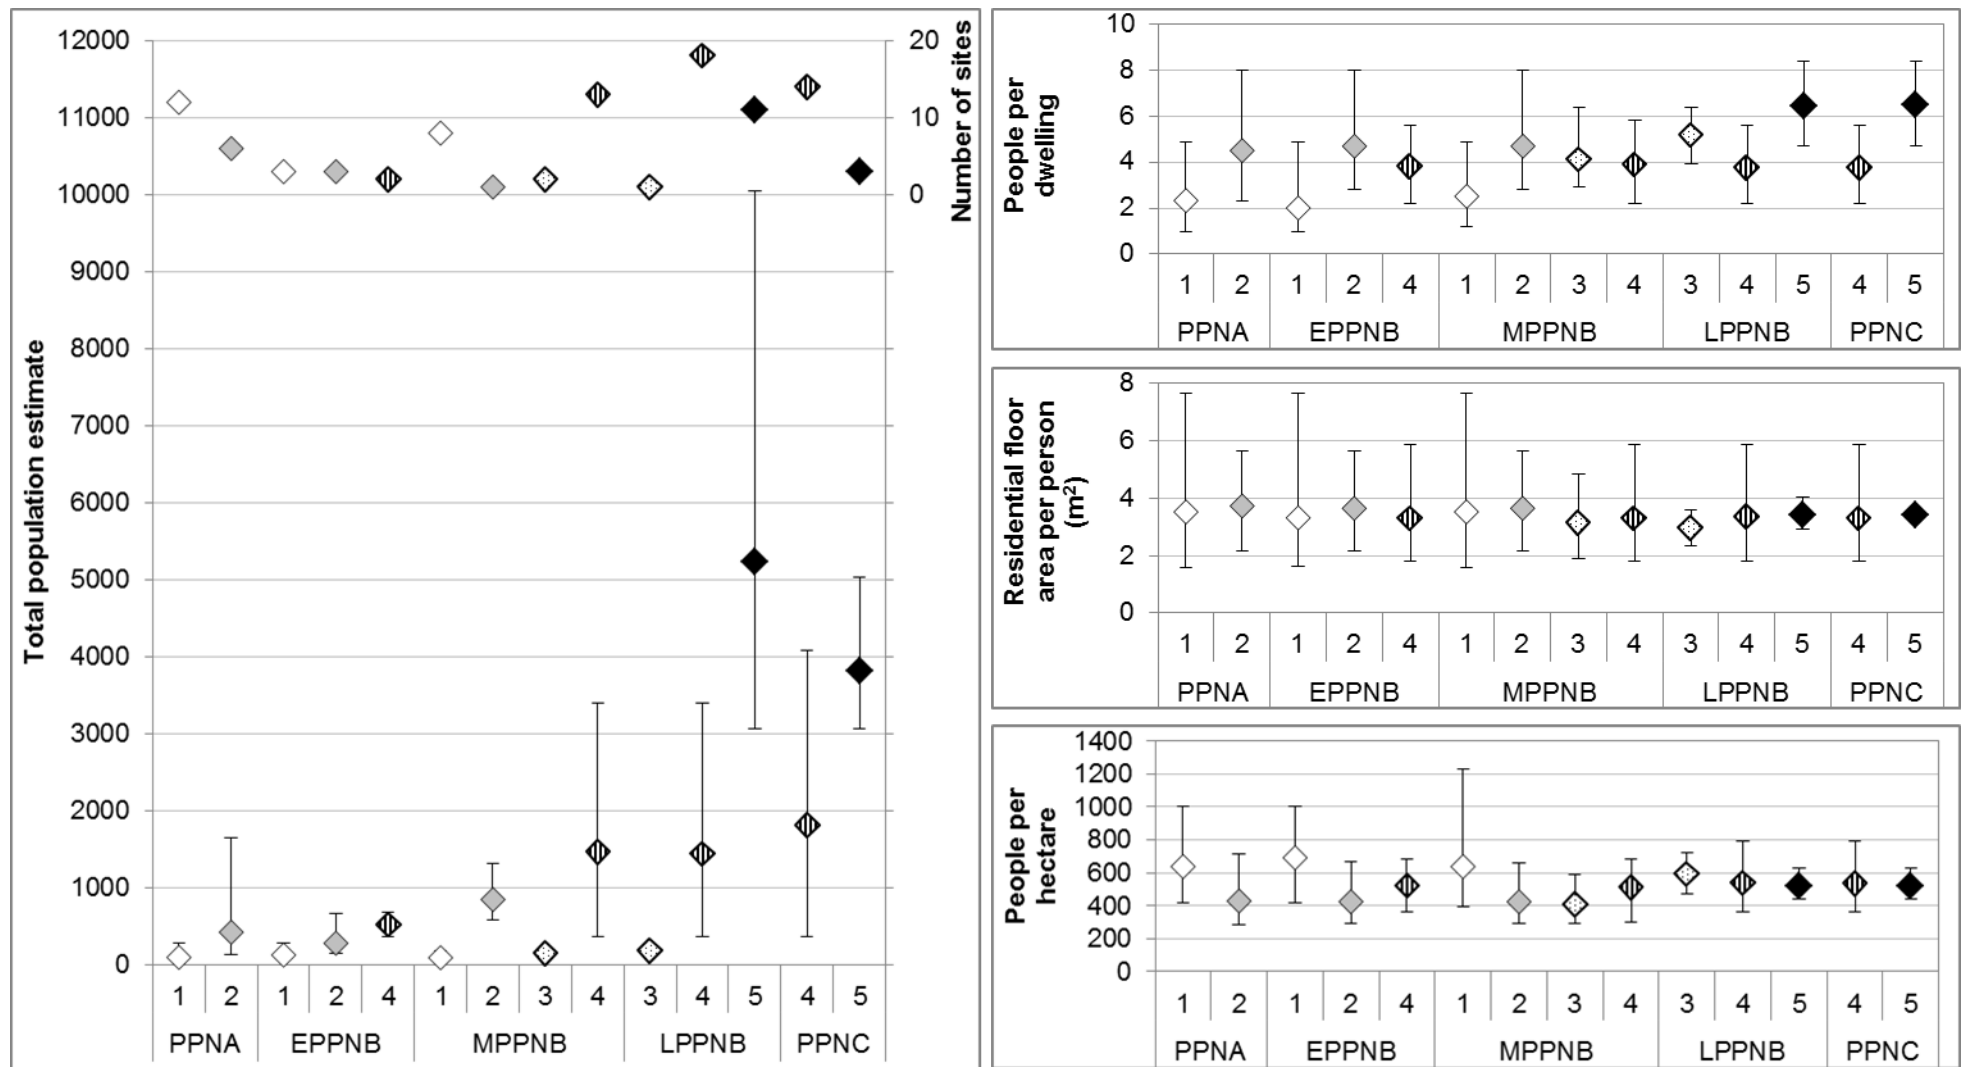 Total population estimate
12000
11000
10000
9000
8000
7000
6000
5000
4000
3000
2000
1000
0
20
10
0
Number of sites
1 2 1 2 4 1 2 3 4 3 4 5 4 5
PPNA EPPNB MPPNB LPPNB PPNC
People per
dwelling
10
8
6
4
2
0
1 2 1 2 4 1 2 3 4 3 4 5 4 5
PPNA EPPNB MPPNB LPPNB PPNC
Residential floor
area per person
(m²)
8
6
4
2
0
1 2 1 2 4 1 2 3 4 3 4 5 4 5
PPNA EPPNB MPPNB LPPNB PPNC
People per
hectare
1400
1200
1000
800
600
400
200
0
1 2 1 2 4 1 2 3 4 3 4 5 4 5
PPNA EPPNB MPPNB LPPNB PPNC